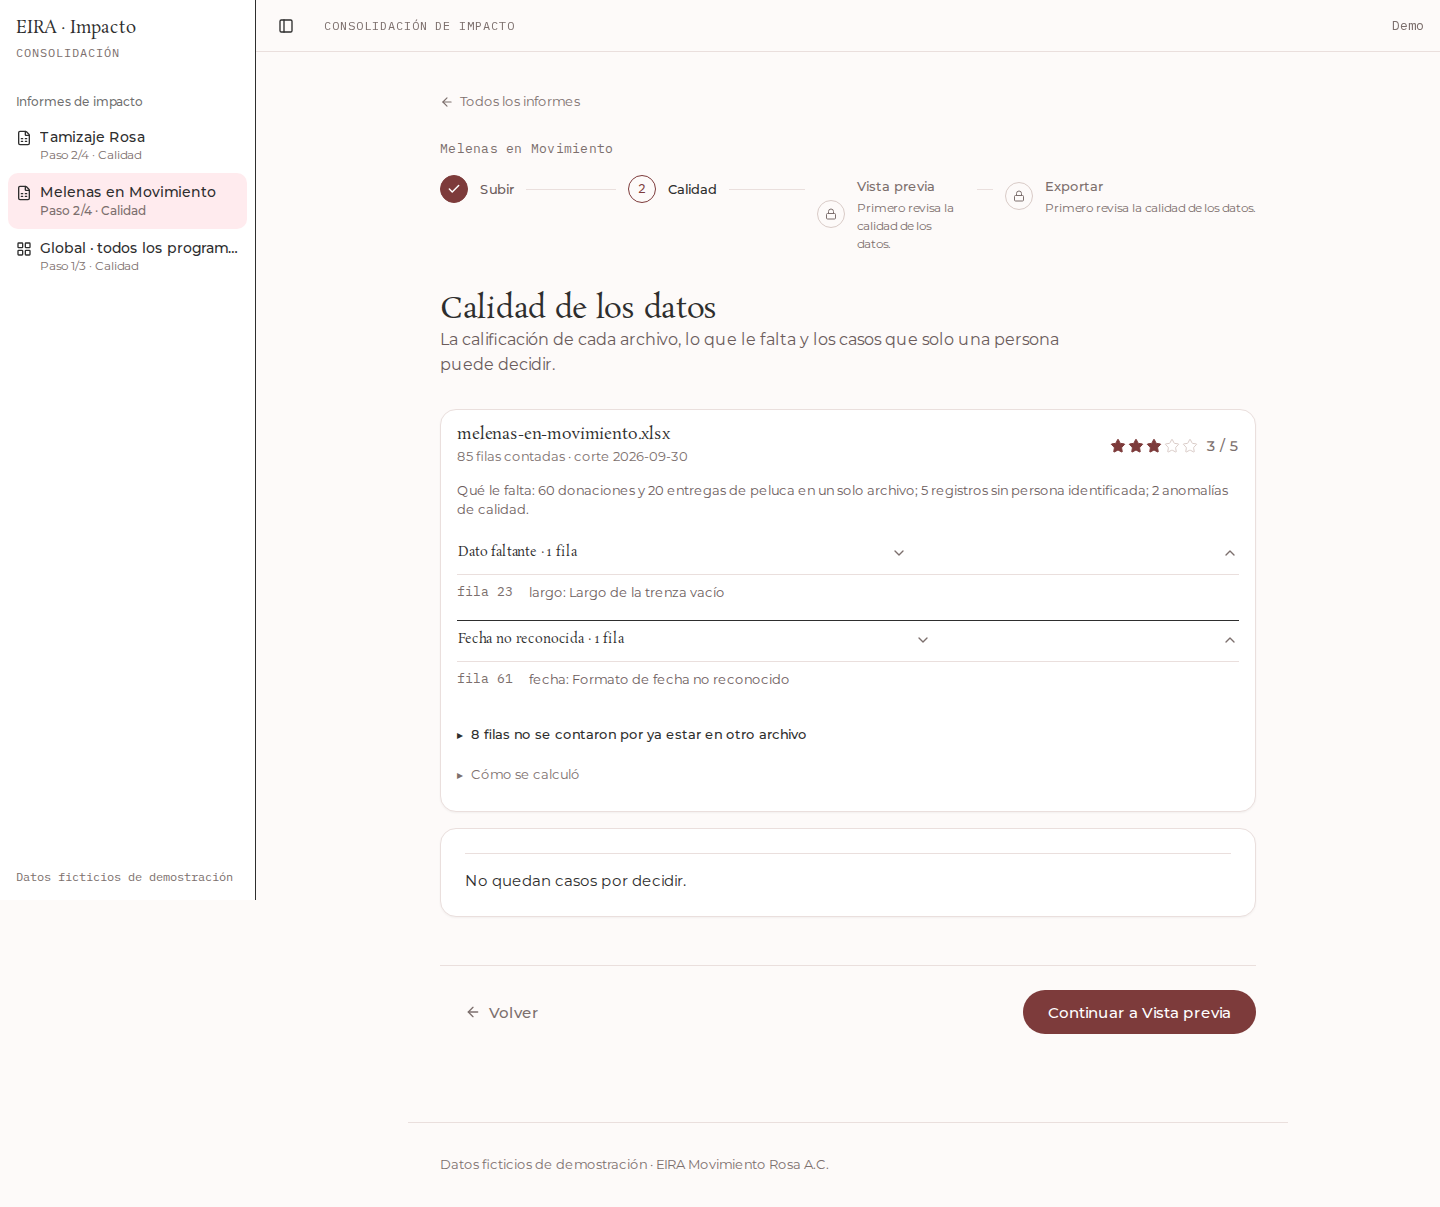 EIRA · Impacto
CONSOLIDACIÓN
Informes de impacto
Tamizaje Rosa
Paso 2/4 · Calidad
Melenas en Movimiento
Paso 2/4 · Calidad
Global · todos los program...
Paso 1/3 · Calidad
Datos ficticios de demostración
CONSOLIDACIÓN DE IMPACTO
Demo
← Todos los informes
Melenas en Movimiento
Subir
2
Calidad
Vista previa
Primero revisa la
calidad de los
datos.
Exportar
Primero revisa la calidad de los datos.
Calidad de los datos
La calificación de cada archivo, lo que le falta y los casos que solo una persona
puede decidir.
melenas-en-movimiento.xlsx
85 filas contadas · corte 2026-09-30
3 / 5
Qué le falta: 60 donaciones y 20 entregas de peluca en un solo archivo; 5 registros sin persona identificada; 2 anomalías
de calidad.
Dato faltante · 1 fila
fila 23 largo: Largo de la trenza vacío
Fecha no reconocida · 1 fila
fila 61 fecha: Formato de fecha no reconocido
▸ 8 filas no se contaron por ya estar en otro archivo
▸ Cómo se calculó
No quedan casos por decidir.
← Volver
Continuar a Vista previa
Datos ficticios de demostración · EIRA Movimiento Rosa A.C.